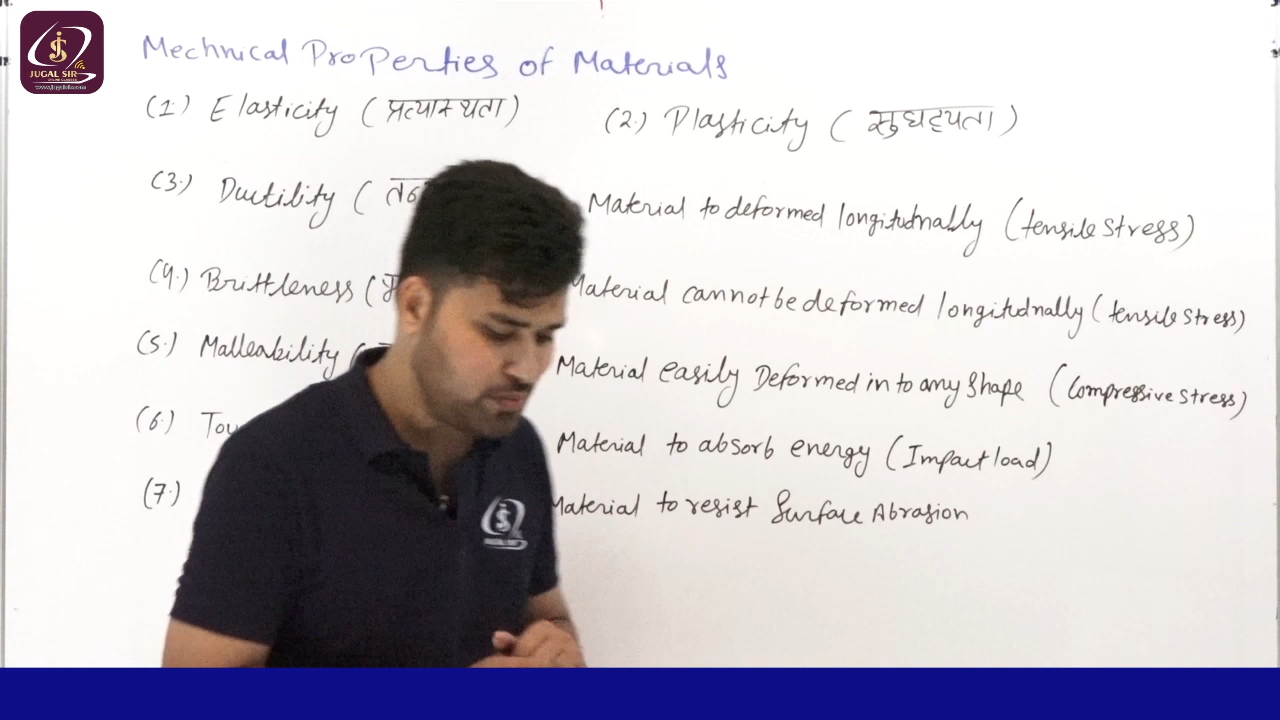 JUGAL SIR
Mechnical Properties of Materials
(1.) Elasticity (प्रत्यास्थता) (2.) Plasticity (सुघट्यता)
(3.) Ductility ( Material to deformed longitutnally (tensile stress)
(4.) Brittleness ( Material cannot be deformed longitudnally (tensile stress)
(5.) Malleability ( Material easily Deformed in to any shape (Compressive stress)
(6.) Tou Material to absorb energy (Impact load)
(7.) Material to resist Surface Abrasion